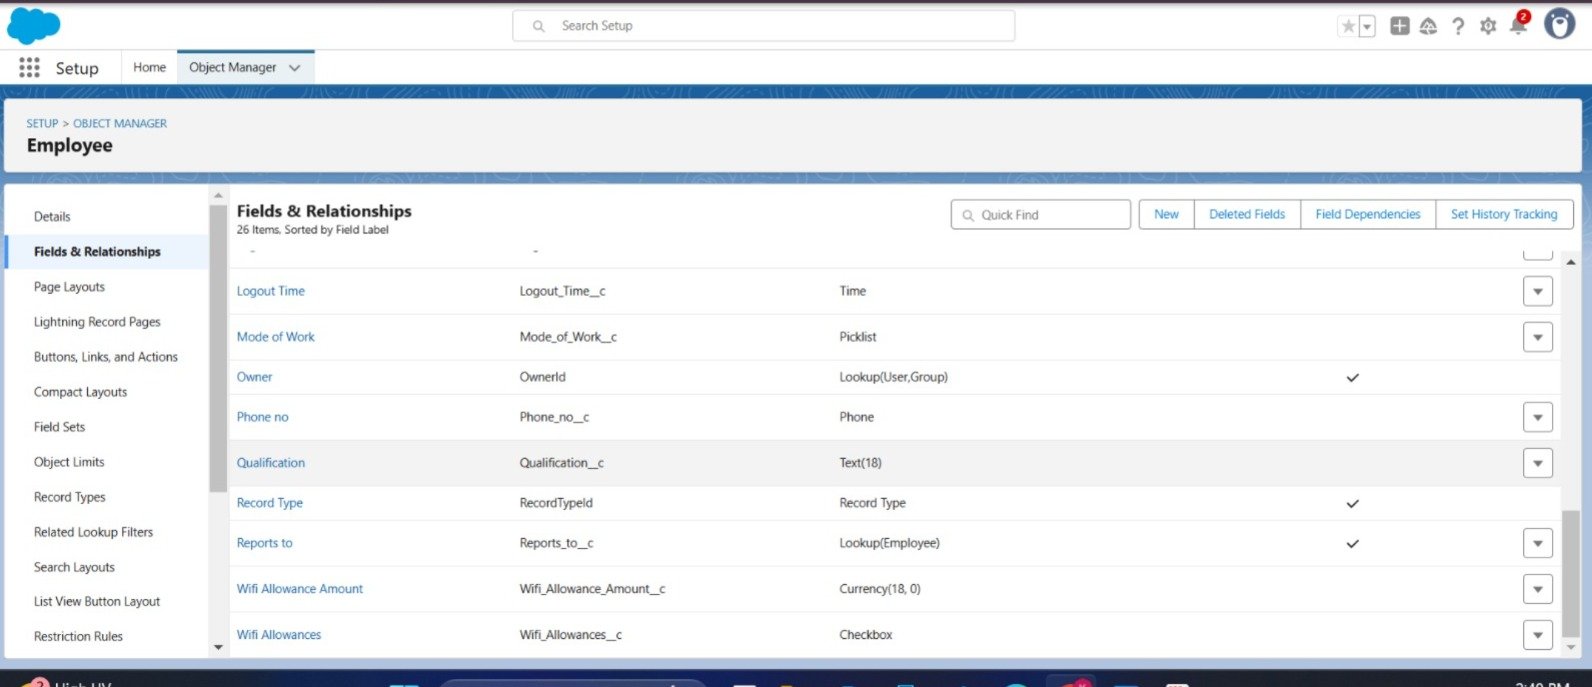 Search Setup
2
Setup
Home
Object Manager
SETUP > OBJECT MANAGER
Employee
Details
Fields & Relationships
Page Layouts
Lightning Record Pages
Buttons, Links, and Actions
Compact Layouts
Field Sets
Object Limits
Record Types
Related Lookup Filters
Search Layouts
List View Button Layout
Restriction Rules
Fields & Relationships
26 Items, Sorted by Field Label
Quick Find
New
Deleted Fields
Field Dependencies
Set History Tracking
Logout Time Logout_Time__c Time
Mode of Work Mode_of_Work__c Picklist
Owner OwnerId Lookup(User,Group)
Phone no Phone_no__c Phone
Qualification Qualification__c Text(18)
Record Type RecordTypeId Record Type
Reports to Reports_to__c Lookup(Employee)
Wifi Allowance Amount Wifi_Allowance_Amount__c Currency(18, 0)
Wifi Allowances Wifi_Allowances__c Checkbox